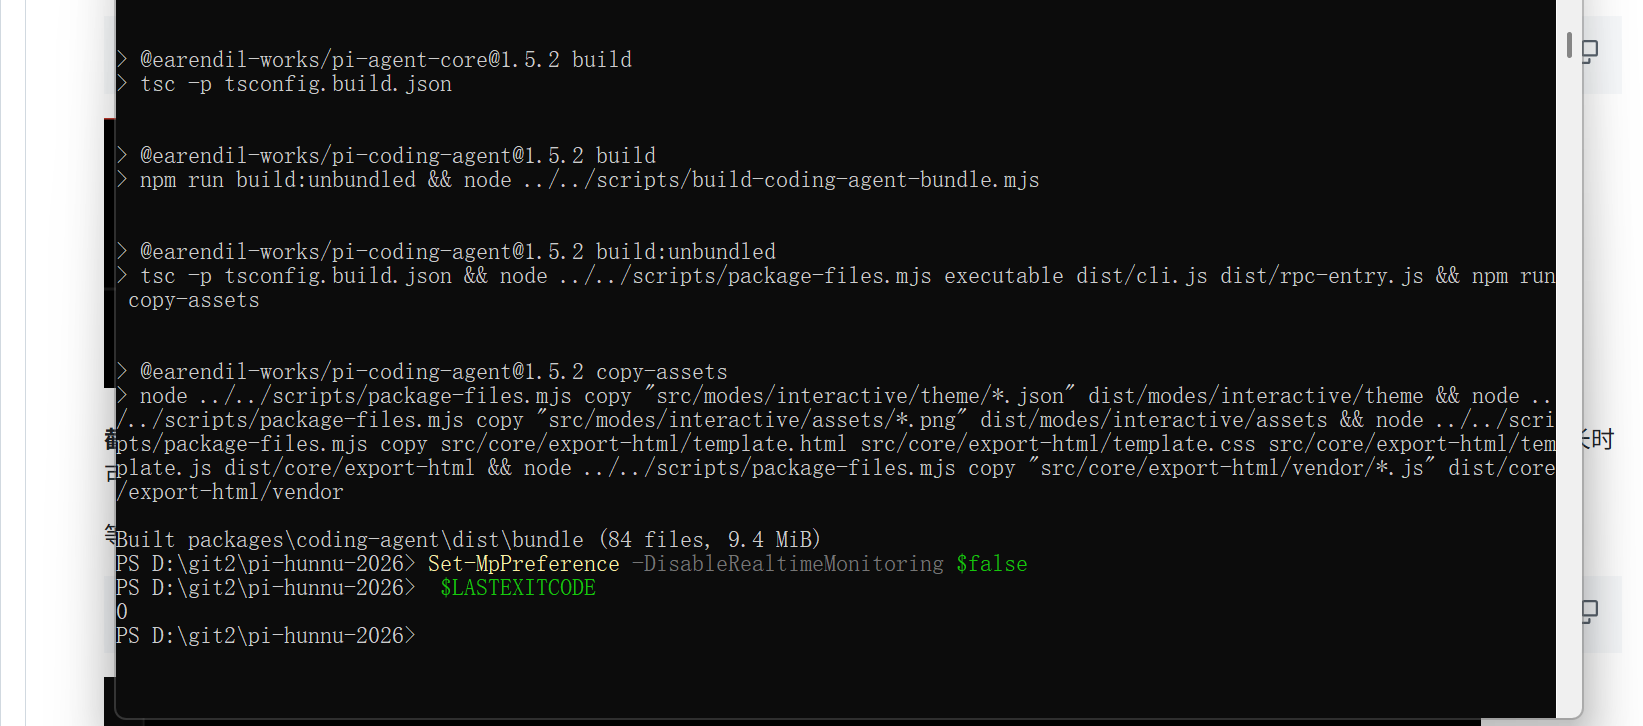 > @earendil-works/pi-agent-core@1.5.2 build
> tsc -p tsconfig.build.json
> @earendil-works/pi-coding-agent@1.5.2 build
> npm run build:unbundled && node ../../scripts/build-coding-agent-bundle.mjs
> @earendil-works/pi-coding-agent@1.5.2 build:unbundled
> tsc -p tsconfig.build.json && node ../../scripts/package-files.mjs executable dist/cli.js dist/rpc-entry.js && npm run
copy-assets
> @earendil-works/pi-coding-agent@1.5.2 copy-assets
> node ../../scripts/package-files.mjs copy "src/modes/interactive/theme/*.json" dist/modes/interactive/theme && node ..
/../scripts/package-files.mjs copy "src/modes/interactive/assets/*.png" dist/modes/interactive/assets && node ../../scri
pts/package-files.mjs copy src/core/export-html/template.html src/core/export-html/template.css src/core/export-html/tem
plate.js dist/core/export-html && node ../../scripts/package-files.mjs copy "src/core/export-html/vendor/*.js" dist/core
/export-html/vendor
Built packages\coding-agent\dist\bundle (84 files, 9.4 MiB)
PS D:\git2\pi-hunnu-2026> Set-MpPreference -DisableRealtimeMonitoring $false
PS D:\git2\pi-hunnu-2026>  $LASTEXITCODE
0
PS D:\git2\pi-hunnu-2026>